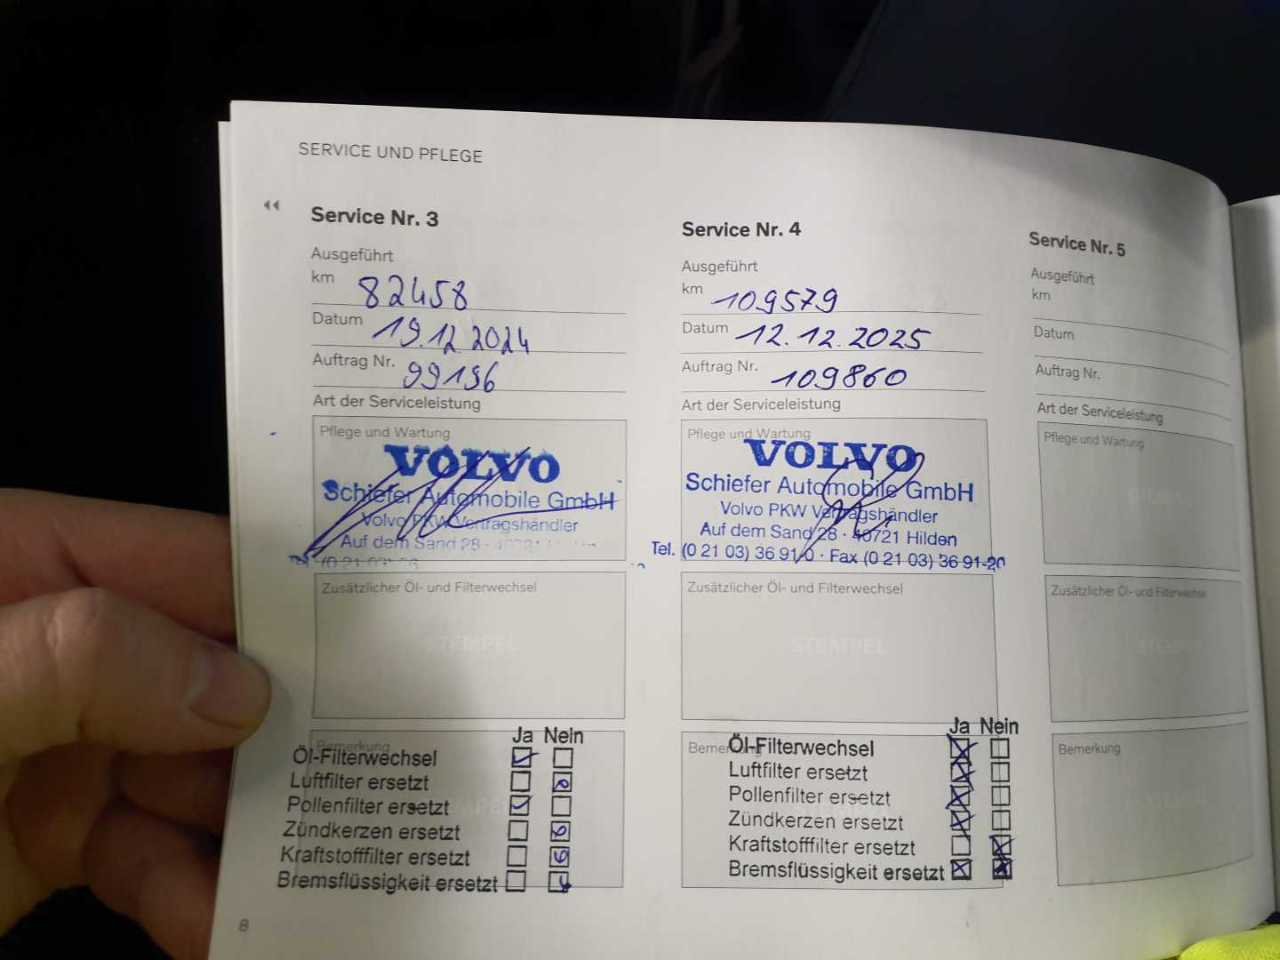 SERVICE UND PFLEGE
Service Nr. 3
Ausgeführt
km 82458
Datum 19.12.2024
Auftrag Nr. 99196
Art der Serviceleistung
Pflege und Wartung
VOLVO
Schiefer Automobile GmbH
Volvo PKW Vertragshändler
Auf dem Sand 28
Zusätzlicher Öl- und Filterwechsel
STEMPEL
Bemerkung
Ja Nein
Öl-Filterwechsel
Luftfilter ersetzt
Pollenfilter ersetzt
Zündkerzen ersetzt
Kraftstofffilter ersetzt
Bremsflüssigkeit ersetzt
8
Service Nr. 4
Ausgeführt
km 109579
Datum 12.12.2025
Auftrag Nr. 109860
Art der Serviceleistung
Pflege und Wartung
VOLVO
Schiefer Automobile GmbH
Volvo PKW Vertragshändler
Auf dem Sand 28 · 40721 Hilden
Tel. (0 21 03) 36 91-0 · Fax (0 21 03) 36 91-20
Zusätzlicher Öl- und Filterwechsel
STEMPEL
Ja Nein
Öl-Filterwechsel
Luftfilter ersetzt
Pollenfilter ersetzt
Zündkerzen ersetzt
Kraftstofffilter ersetzt
Bremsflüssigkeit ersetzt
Service Nr. 5
Ausgeführt
km
Datum
Auftrag Nr.
Art der Serviceleistung
Pflege und Wartung
Zusätzlicher Öl- und Filterwechsel
Bemerkung